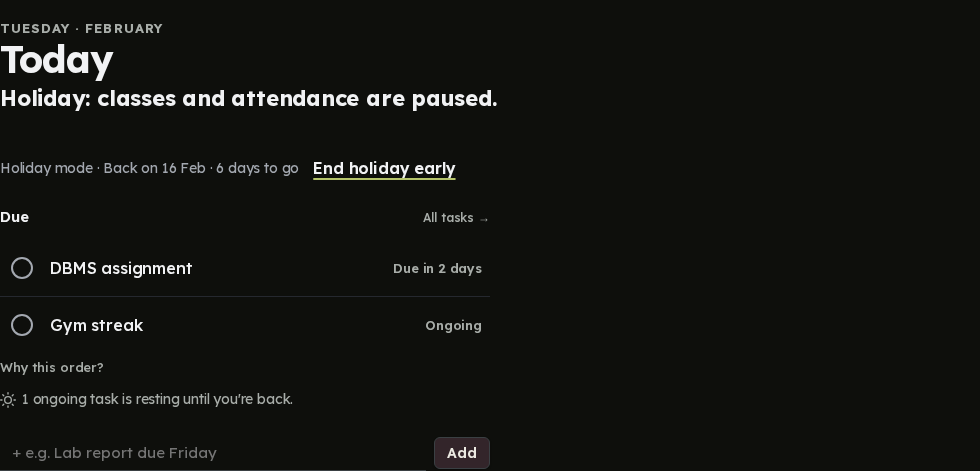 TUESDAY · FEBRUARY
Today
Holiday: classes and attendance are paused.
Holiday mode · Back on 16 Feb · 6 days to go End holiday early
Due All tasks →
DBMS assignment Due in 2 days
Gym streak Ongoing
Why this order?
1 ongoing task is resting until you're back.
+ e.g. Lab report due Friday Add